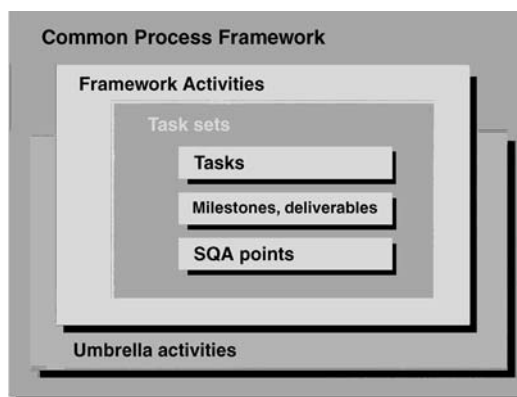 Common Process Framework
Framework Activities
Task sets
Tasks
Milestones, deliverables
SQA points
Umbrella activities